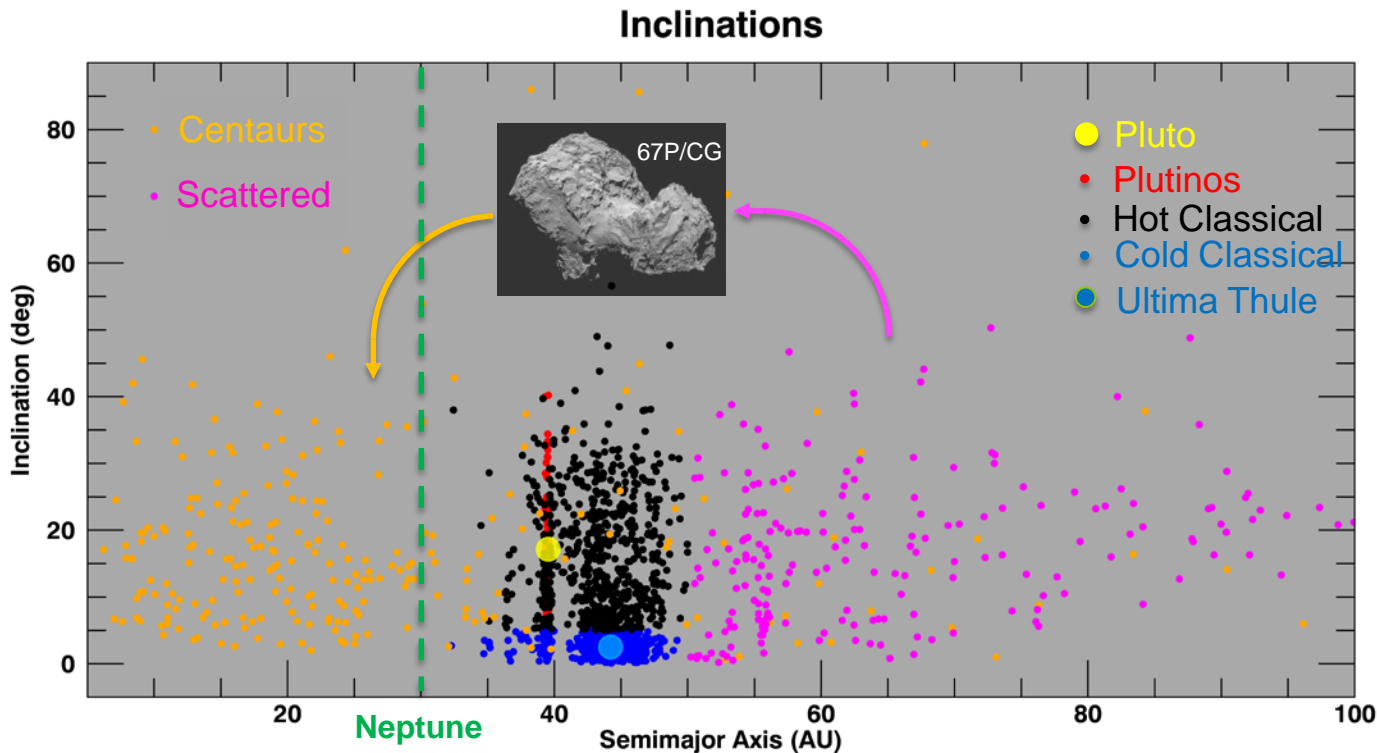 Inclinations
Centaurs
Scattered
67P/CG
Pluto
Plutinos
Hot Classical
Cold Classical
Ultima Thule
Inclination (deg)
80
60
40
20
0
20
40
60
80
100
Neptune
Semimajor Axis (AU)